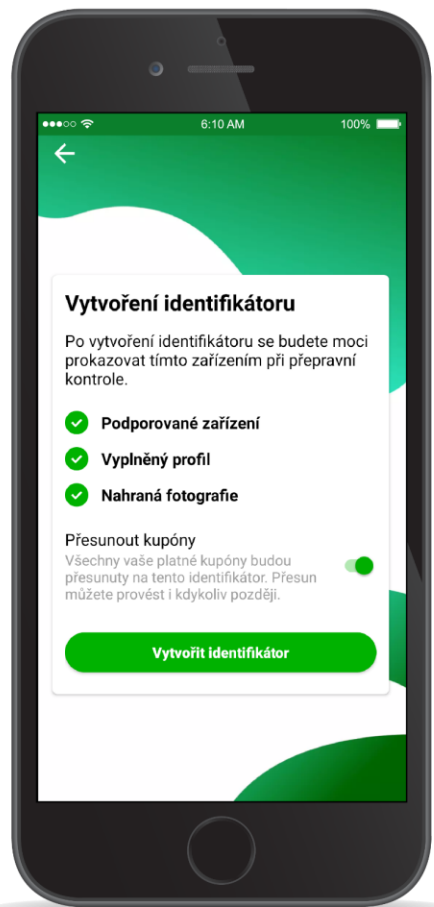 6:10 AM 100%
Vytvoření identifikátoru
Po vytvoření identifikátoru se budete moci
prokazovat tímto zařízením při přepravní
kontrole.
Podporované zařízení
Vyplněný profil
Nahraná fotografie
Přesunout kupóny
Všechny vaše platné kupóny budou
přesunuty na tento identifikátor. Přesun
můžete provést i kdykoliv později.
Vytvořit identifikátor